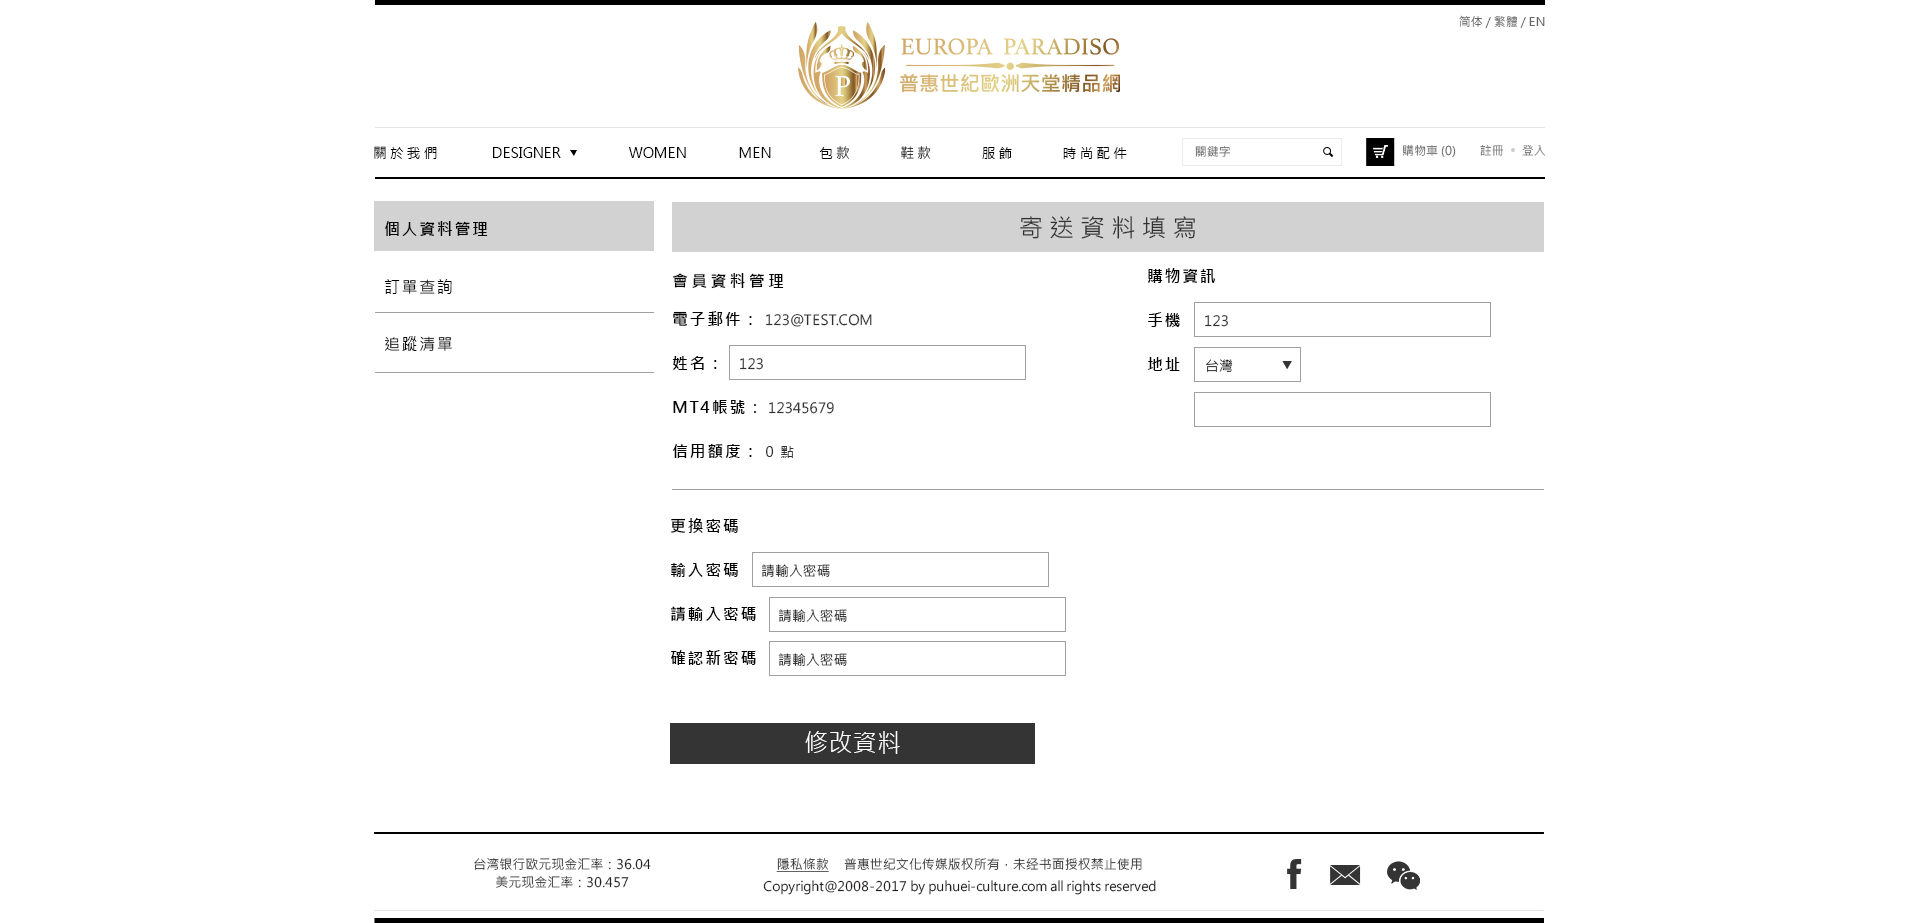 简体 / 繁體 / EN
P
EUROPA PARADISO
普惠世紀歐洲天堂精品網
關於我們 DESIGNER ▼ WOMEN MEN 包款 鞋款 服飾 時尚配件 關鍵字 購物車 (0) 註冊 登入
個人資料管理
訂單查詢
追蹤清單
寄送資料填寫
會員資料管理
電子郵件： 123@TEST.COM
姓名： 123
MT4帳號： 12345679
信用額度： 0 點
購物資訊
手機 123
地址 台灣 ▼
更換密碼
輸入密碼 請輸入密碼
請輸入密碼 請輸入密碼
確認新密碼 請輸入密碼
修改資料
台湾银行欧元现金汇率：36.04
美元现金汇率：30.457
隱私條款 普惠世纪文化传媒版权所有．未经书面授权禁止使用
Copyright@2008-2017 by puhuei-culture.com all rights reserved